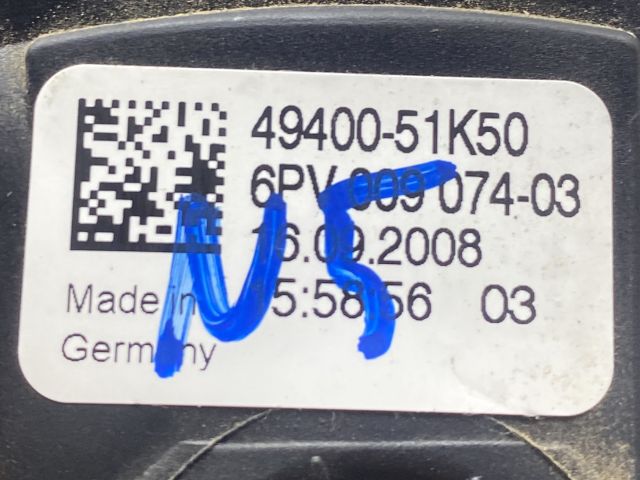 49400-51K50
6PV 009 074-03
16.09.2008
Made in 15:58:56 03
Germany
N5